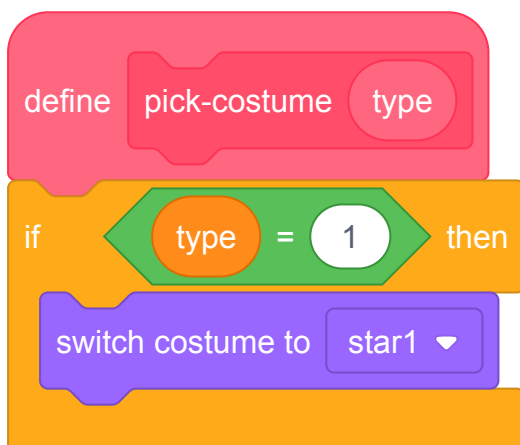 define pick-costume type
if type = 1 then
switch costume to star1